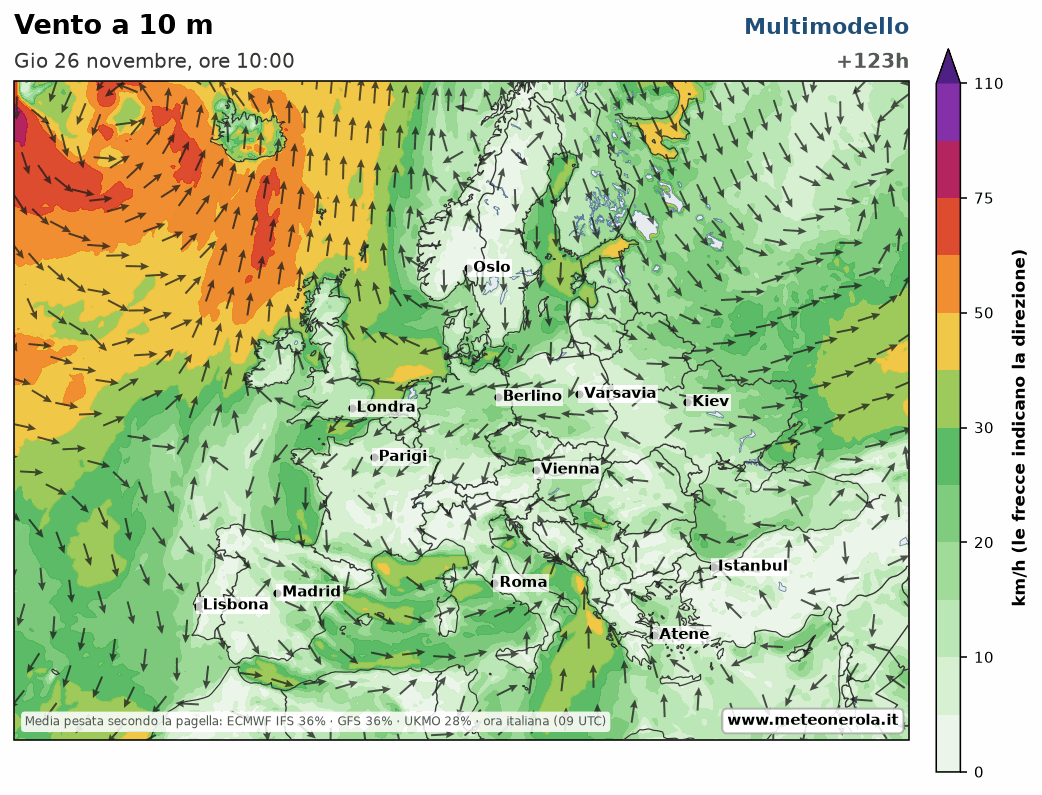 Vento a 10 m
Multimodello
Gio 26 novembre, ore 10:00
+123h
110
75
50
30
20
10
0
km/h (le frecce indicano la direzione)
Oslo
Londra
Berlino
Varsavia
Kiev
Parigi
Vienna
Istanbul
Roma
Madrid
Lisbona
Atene
Media pesata secondo la pagella: ECMWF IFS 36% · GFS 36% · UKMO 28% · ora italiana (09 UTC)
www.meteonerola.it